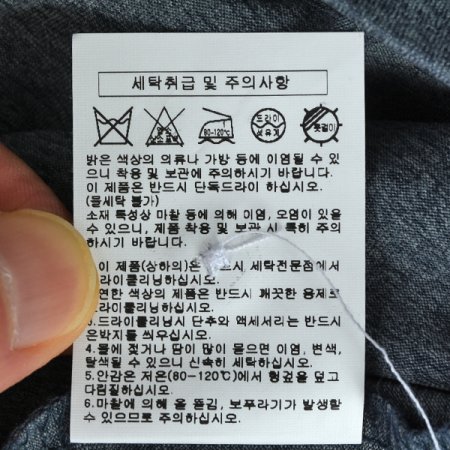 세탁취급 및 주의사항
염소 산소 표백
80-120℃
드라이 석유계
옷걸이
밝은 색상의 의류나 가방 등에 이염될 수 있
으니 착용 및 보관에 주의하시기 바랍니다.
이 제품은 반드시 단독드라이 하십시오.
(물세탁 불가)
소재 특성상 마찰 등에 의해 이염, 오염이 있을
수 있으니, 제품 착용 및 보관 시 특히 주의
하시기 바랍니다.
이 제품(상하의)은 반드시 세탁전문점에서
드라이클리닝하십시오.
연한 색상의 제품은 반드시 깨끗한 용제로
드라이클리닝하십시오.
3.드라이클리닝시 단추와 액세서리는 반드시
은박지를 씌우십시오.
4.물에 젖거나 땀이 많이 묻으면 이염, 변색,
탈색될 수 있으니 신속히 세탁하십시오.
5.안감은 저온(80-120℃)에서 헝겊을 덮고
다림질하십시오.
6.마찰에 의해 올 뜯김, 보푸라기가 발생할
수 있으므로 주의하십시오.